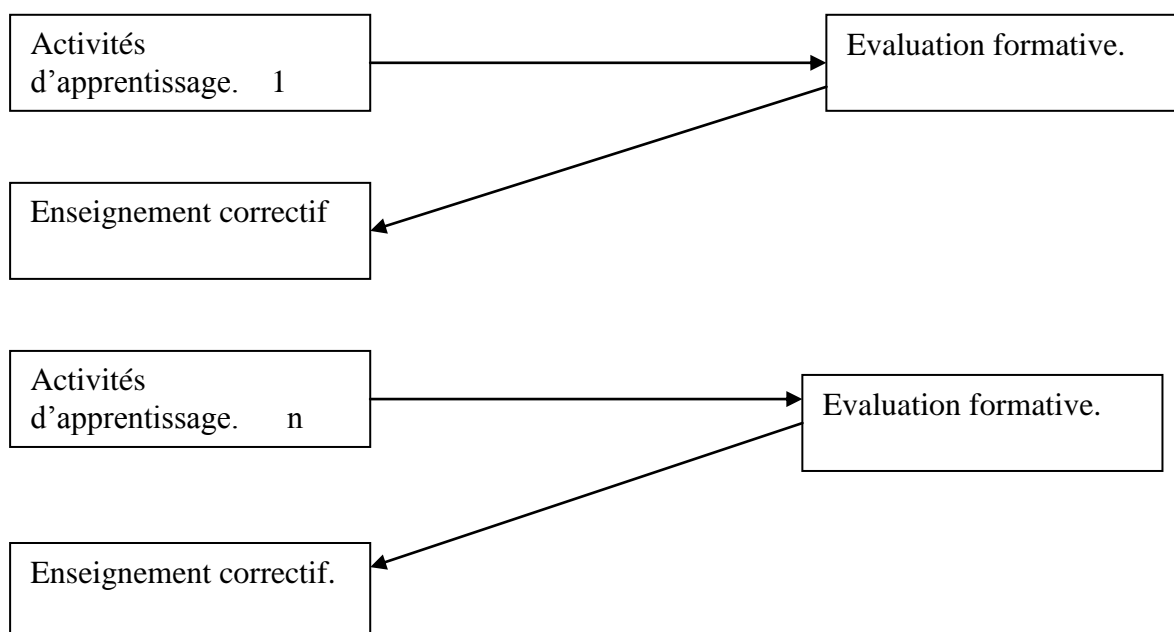 Activités
d’apprentissage. 1
Evaluation formative.
Enseignement correctif
Activités
d’apprentissage. n
Evaluation formative.
Enseignement correctif.